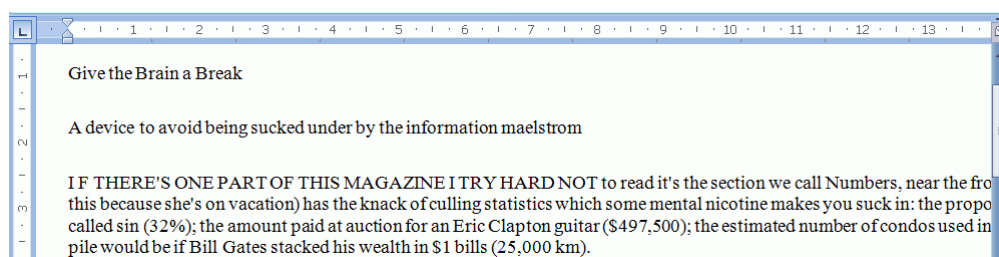 1 2 3 4 5 6 7 8 9 10 11 12 13
1
2
3
Give the Brain a Break
A device to avoid being sucked under by the information maelstrom
I F THERE'S ONE PART OF THIS MAGAZINE I TRY HARD NOT to read it's the section we call Numbers, near the fro
this because she's on vacation) has the knack of culling statistics which some mental nicotine makes you suck in: the propo
called sin (32%); the amount paid at auction for an Eric Clapton guitar ($497,500); the estimated number of condos used in
pile would be if Bill Gates stacked his wealth in $1 bills (25,000 km).